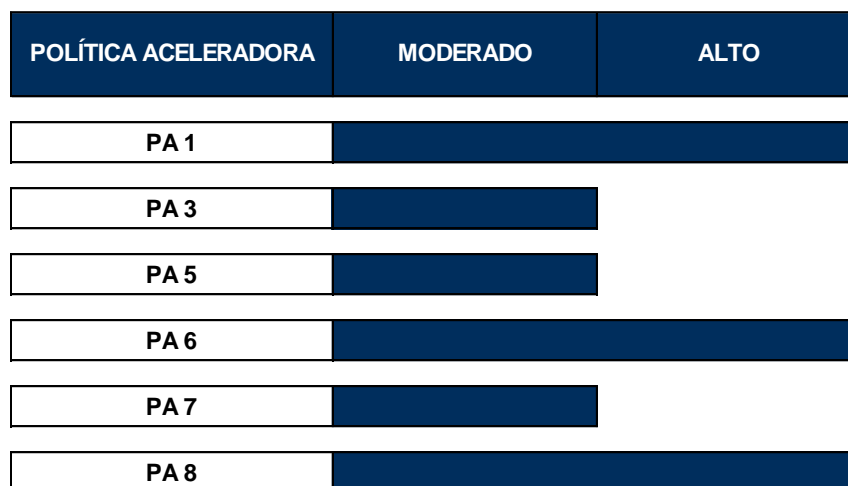 POLÍTICA ACELERADORA MODERADO ALTO
PA 1
PA 3
PA 5
PA 6
PA 7
PA 8